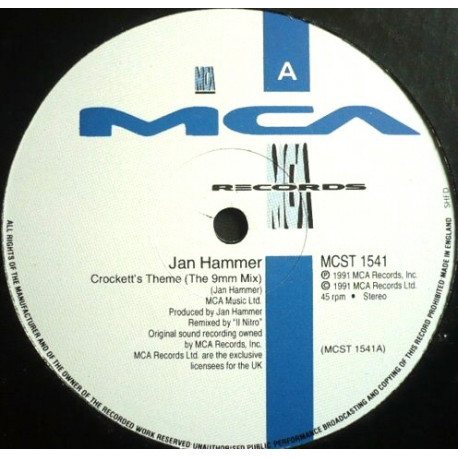 A
MCA
MCA
MCA
RECORDS
Jan Hammer
Crockett's Theme (The 9mm Mix)
(Jan Hammer)
MCA Music Ltd.
Produced by Jan Hammer
Remixed by "Il Nitro"
Original sound recording owned
by MCA Records, Inc.
MCA Records Ltd. are the exclusive
licensees for the UK
MCST 1541
℗ 1991 MCA Records, Inc.
© 1991 MCA Records Ltd.
45 rpm • Stereo
(MCST 1541A)
ALL RIGHTS OF THE MANUFACTURER AND OF THE OWNER OF THE RECORDED WORK RESERVED UNAUTHORISED PUBLIC PERFORMANCE BROADCASTING AND COPYING OF THIS RECORD PROHIBITED MADE IN ENGLAND